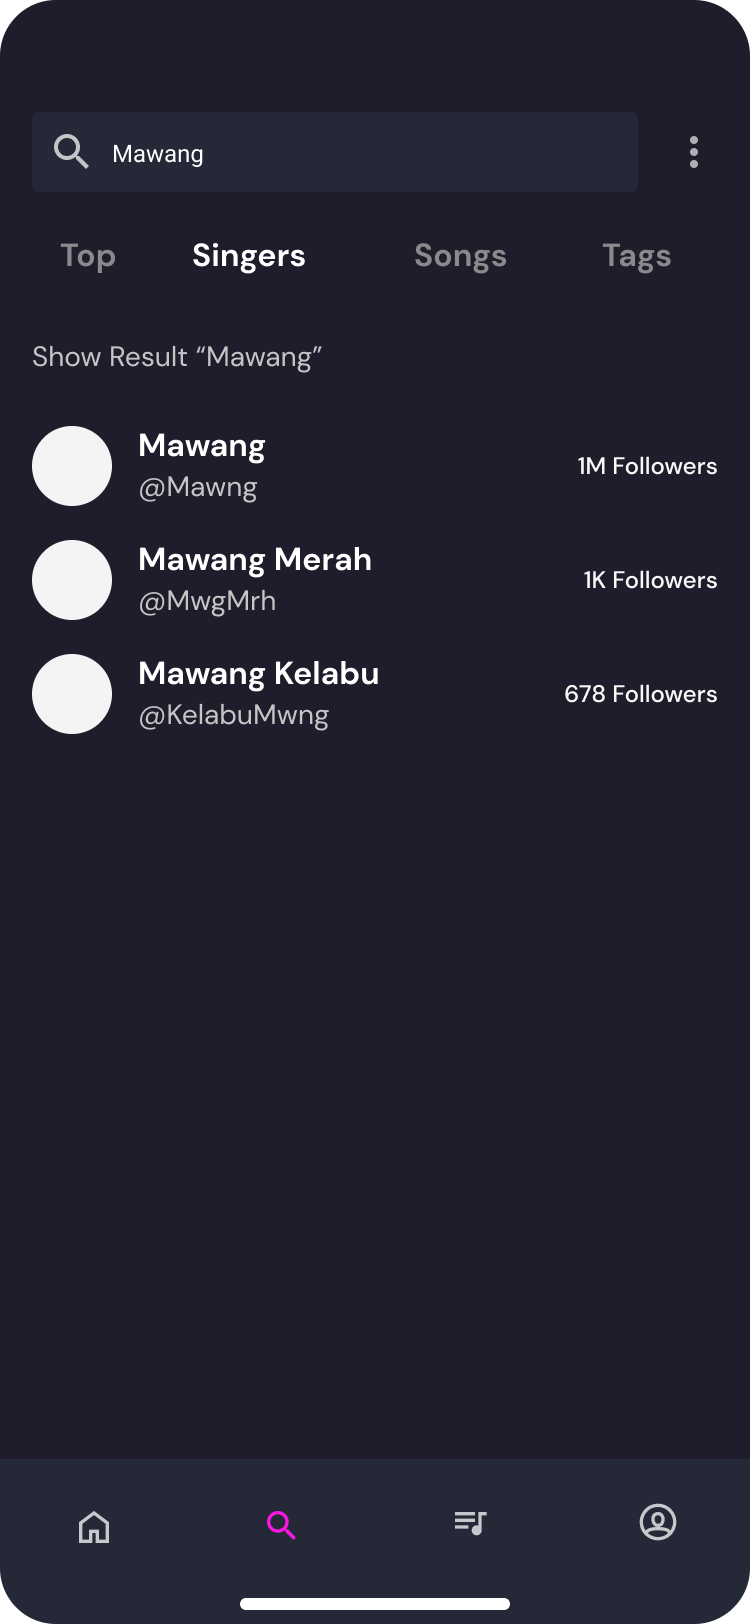 Mawang
Top Singers Songs Tags
Show Result “Mawang”
Mawang
@Mawng
1M Followers
Mawang Merah
@MwgMrh
1K Followers
Mawang Kelabu
@KelabuMwng
678 Followers